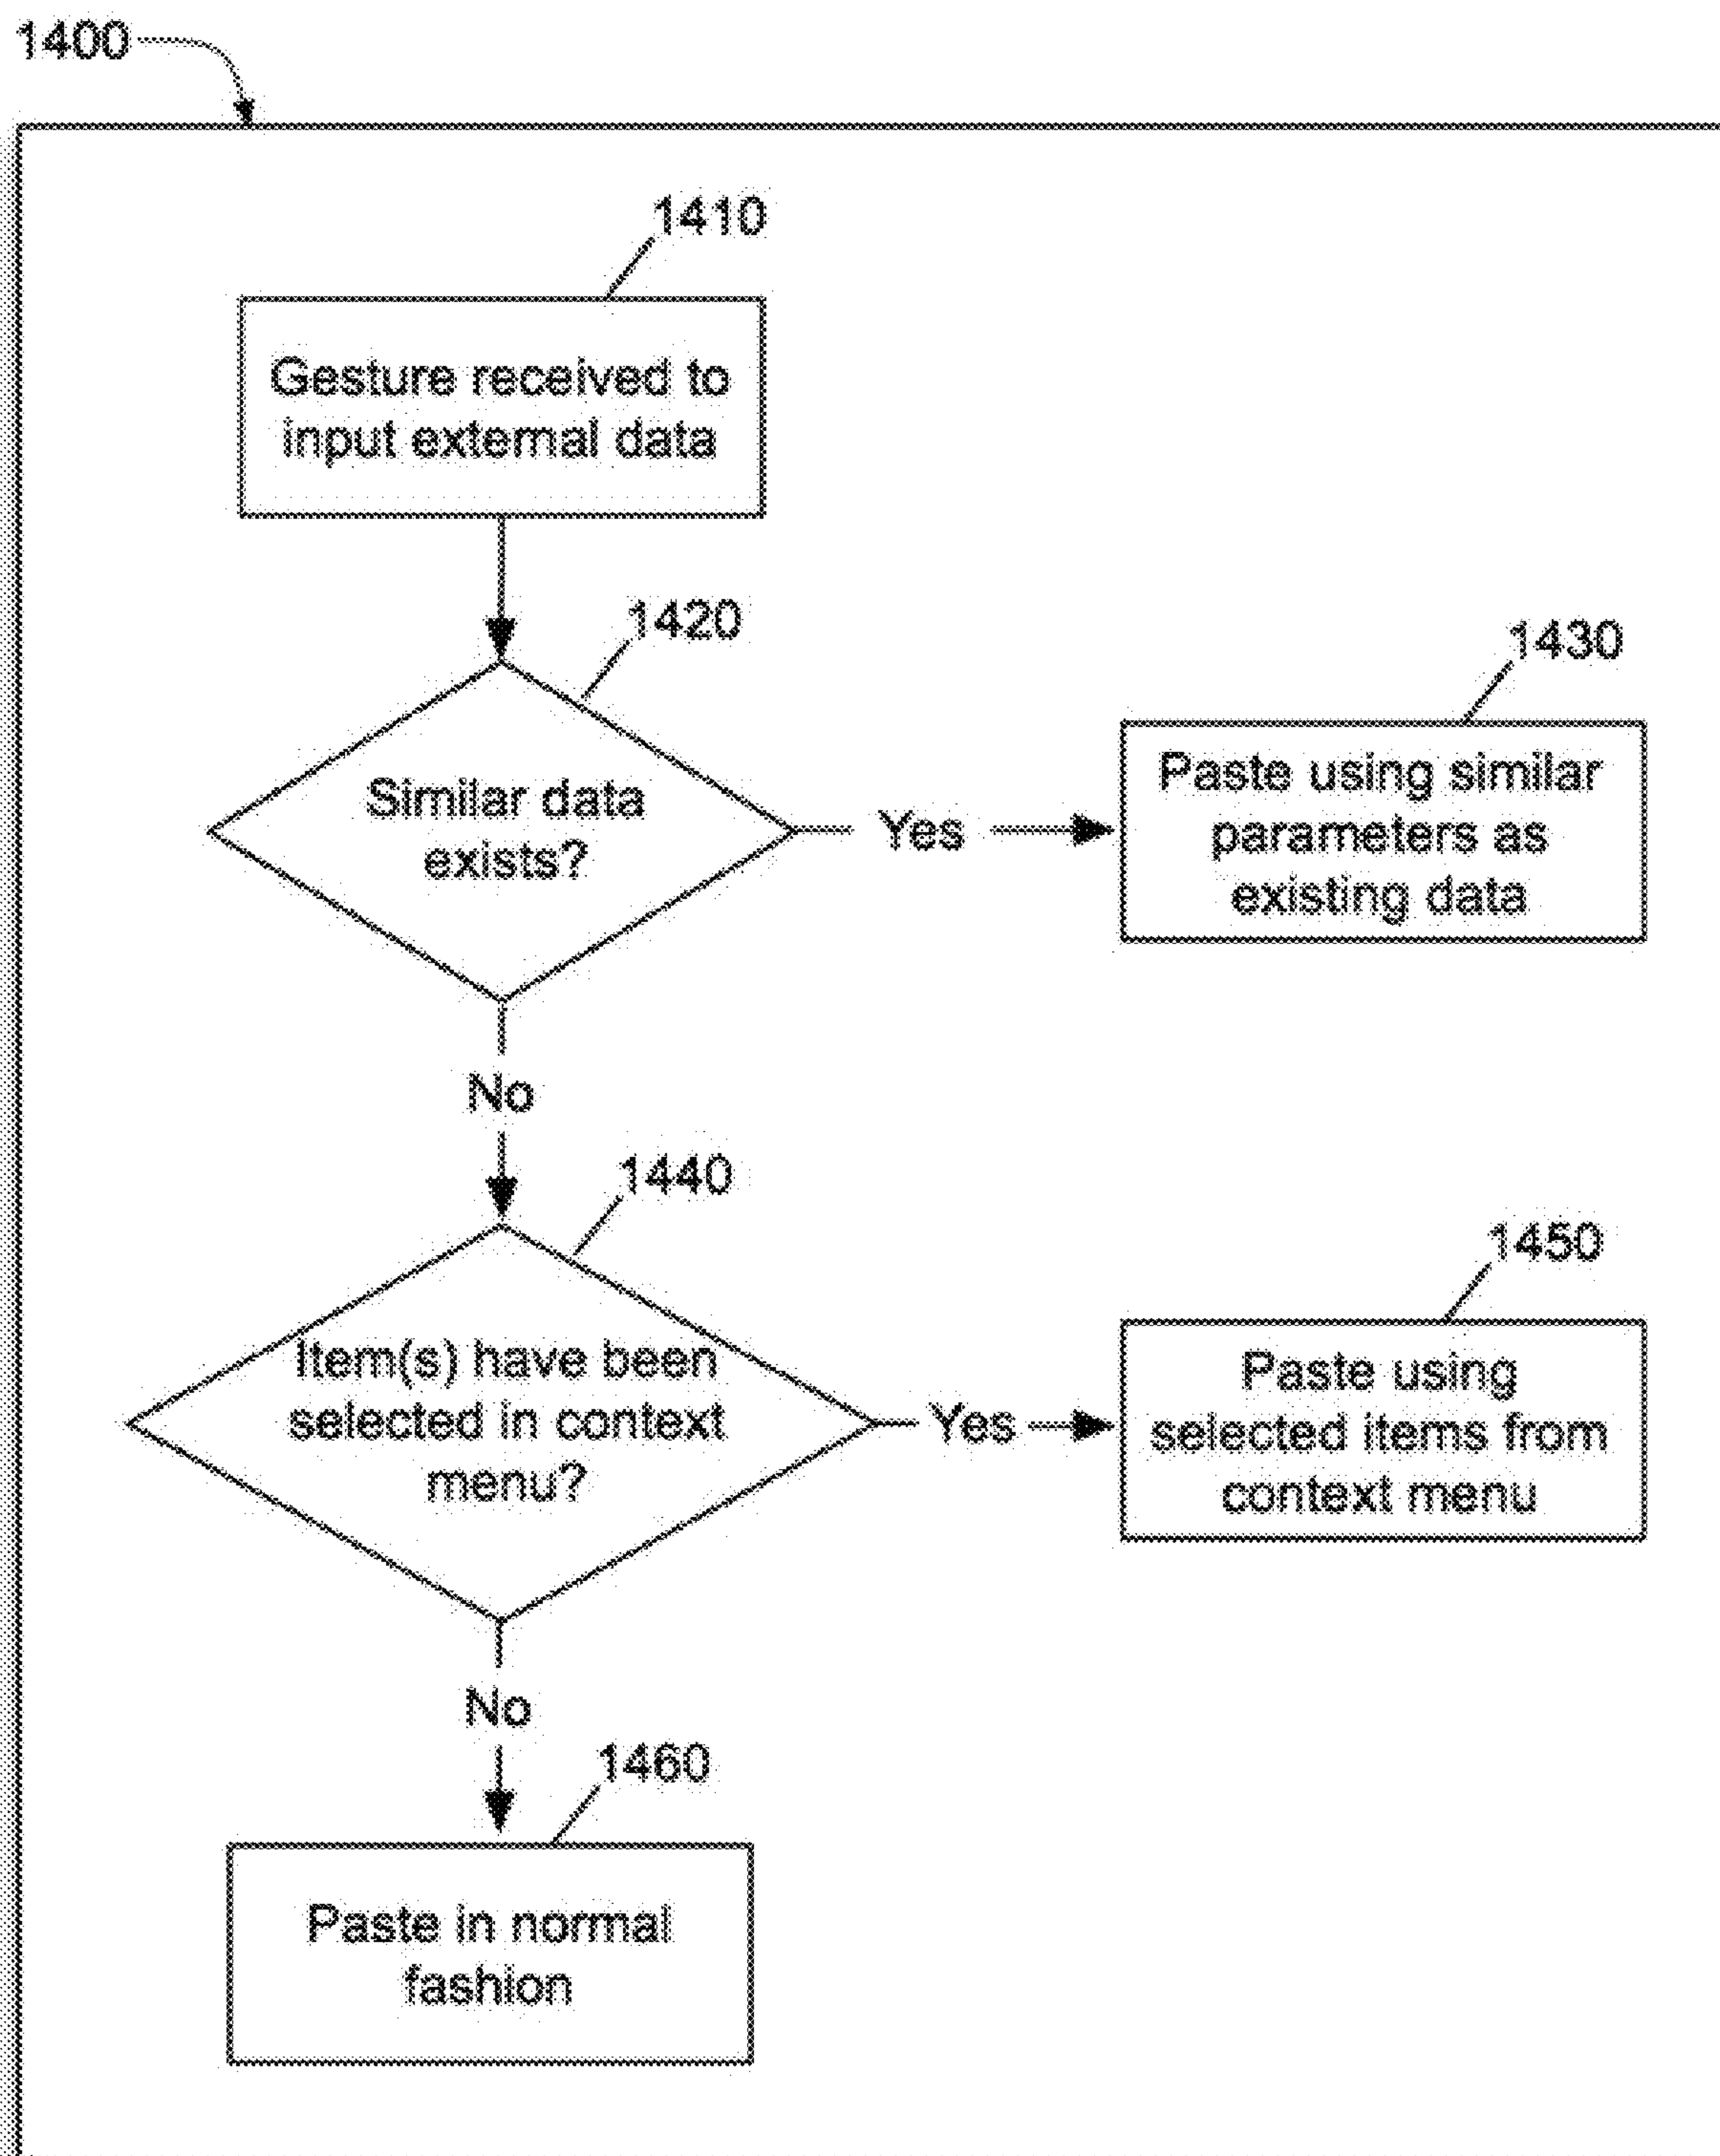 1400
1410
Gesture received to
input external data
1420
Similar data
exists?
Yes
1430
Paste using similar
parameters as
existing data
No
1440
Item(s) have been
selected in context
menu?
Yes
1450
Paste using
selected items from
context menu
No
1460
Paste in normal
fashion